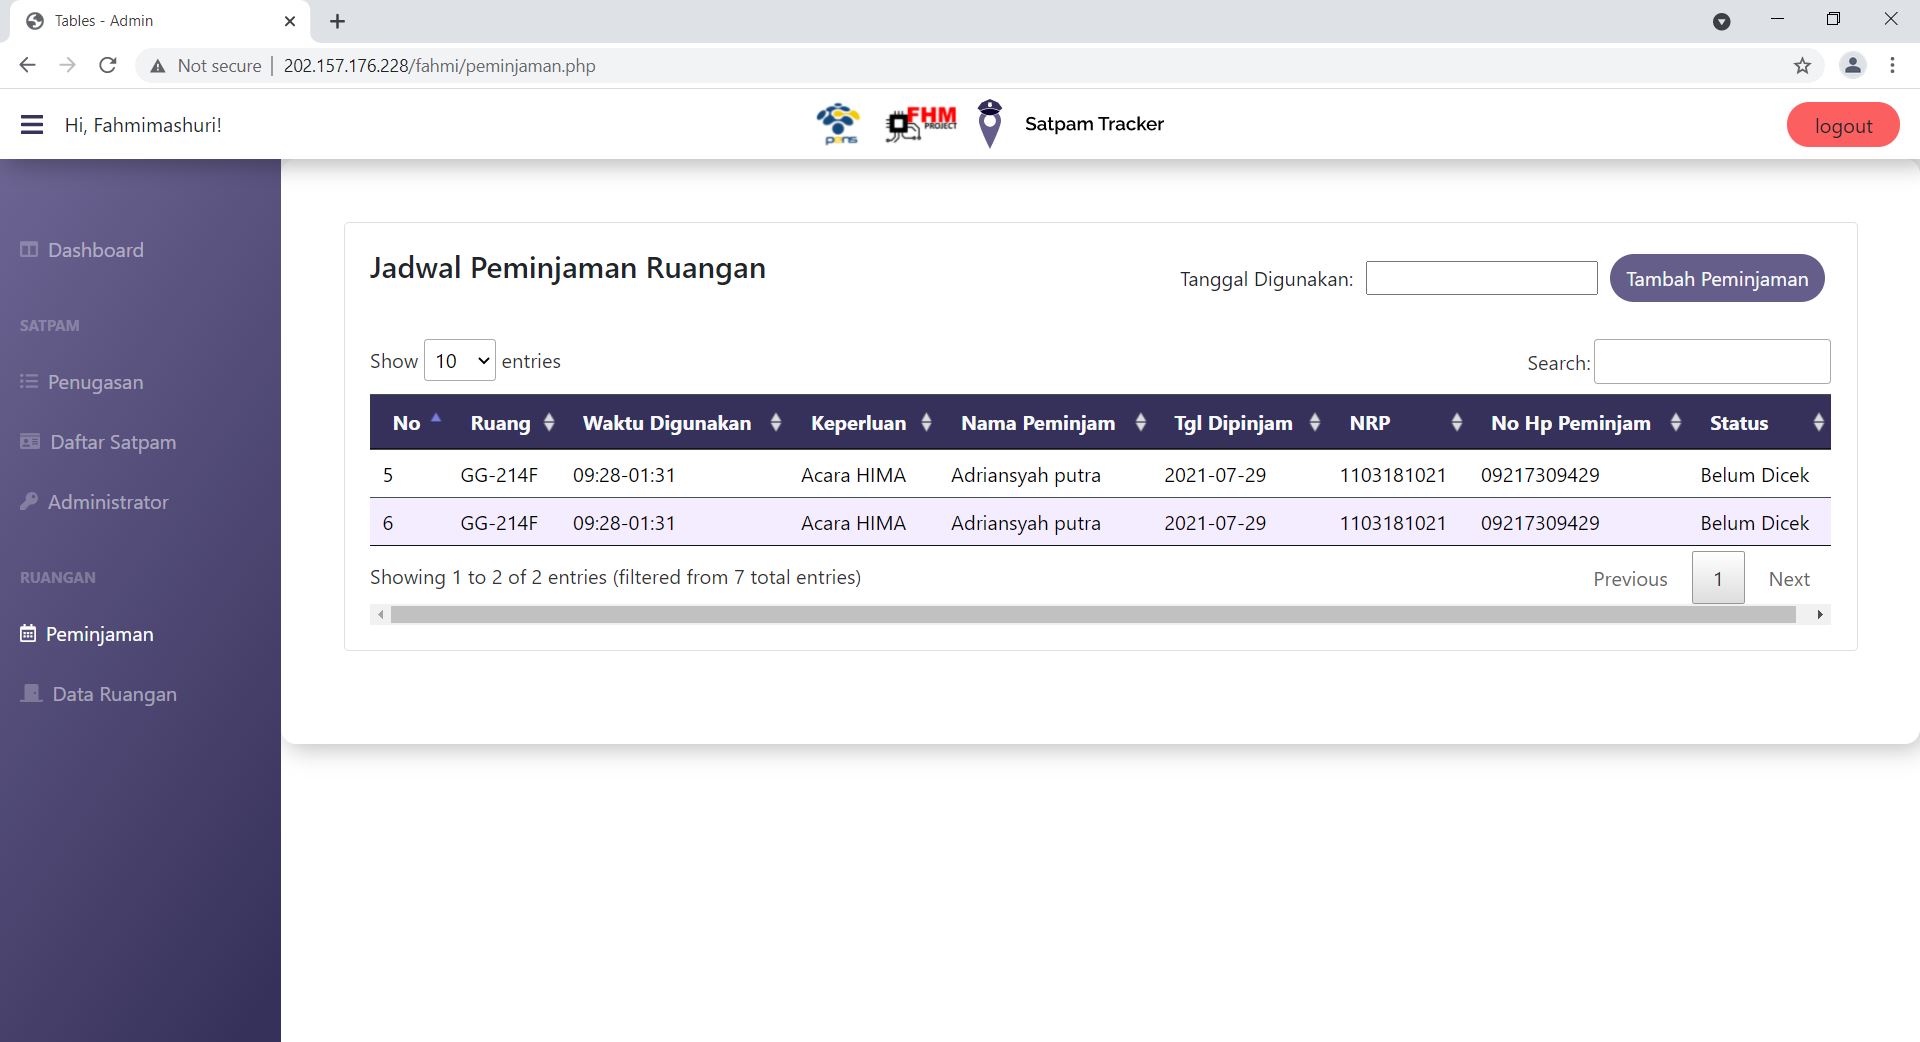 Tables - Admin
Not secure | 202.157.176.228/fahmi/peminjaman.php
Hi, Fahmimashuri!
pens
FHM
PROJECT
Satpam Tracker
logout
Dashboard
SATPAM
Penugasan
Daftar Satpam
Administrator
RUANGAN
Peminjaman
Data Ruangan
Jadwal Peminjaman Ruangan
Tanggal Digunakan:
Tambah Peminjaman
Show 10 entries
Search:
No Ruang Waktu Digunakan Keperluan Nama Peminjam Tgl Dipinjam NRP No Hp Peminjam Status
5 GG-214F 09:28-01:31 Acara HIMA Adriansyah putra 2021-07-29 1103181021 09217309429 Belum Dicek
6 GG-214F 09:28-01:31 Acara HIMA Adriansyah putra 2021-07-29 1103181021 09217309429 Belum Dicek
Showing 1 to 2 of 2 entries (filtered from 7 total entries)
Previous 1 Next